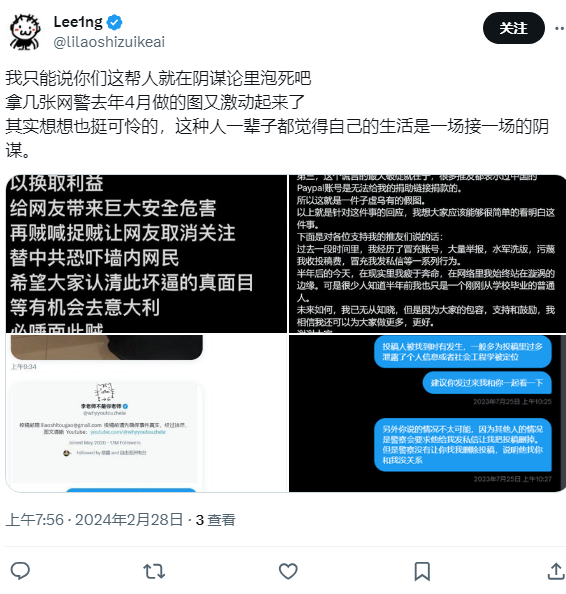 Lee1ng
@lilaoshizuikeai
关注
我只能说你们这帮人就在阴谋论里泡死吧
拿几张网警去年4月做的图又激动起来了
其实想想也挺可怜的，这种人一辈子都觉得自己的生活是一场接一场的阴
谋。
以换取利益
给网友带来巨大安全危害
再贼喊捉贼让网友取消关注
替中共恐吓墙内网民
希望大家认清此坏逼的真面目
等有机会去意大利
必唾面此贼
第三，这个谎言的最大破绽就在于，很多推友都表示过中国的
Paypal账号是无法给我的捐助链接捐款的。
所以这就是一件子虚乌有的假图。
以上就是针对这件事的回应，我想大家应该能够很简单的看明白这
件事。
下面是对各位支持我的推友们说的话：
过去一段时间里，我经历了冒充账号，大量举报，水军洗版，污蔑
我收投稿费，冒充我发私信等一系列行为。
半年后的今天，在现实里我疲于奔命，在网络里我始终站在漩涡的
边缘。可是很少人知道半年前我也只是一个刚刚从学校毕业的普通
人。
未来如何，我已无从知晓，但是因为大家的包容，支持和鼓励，我
相信我还可以为大家做更多，更好。
谢谢大家
上午9:34
李老师不是你老师
@whyyoutouzhele
Joined May 2020
投稿人被找到时有发生，一般多为投稿里过多
泄露了个人信息或者社会工程学被定位
建议你发过来我和你一起看一下
2023年7月25日 上午10:25
另外你说的情况不太可能，因为其他人的情况
是警察会要求他给我发私信让我把投稿删掉。
但是警察没有让你找我删除投稿，说明他找你
和我没关系
2023年7月25日 上午10:27
上午7:56 · 2024年2月28日 · 3 查看